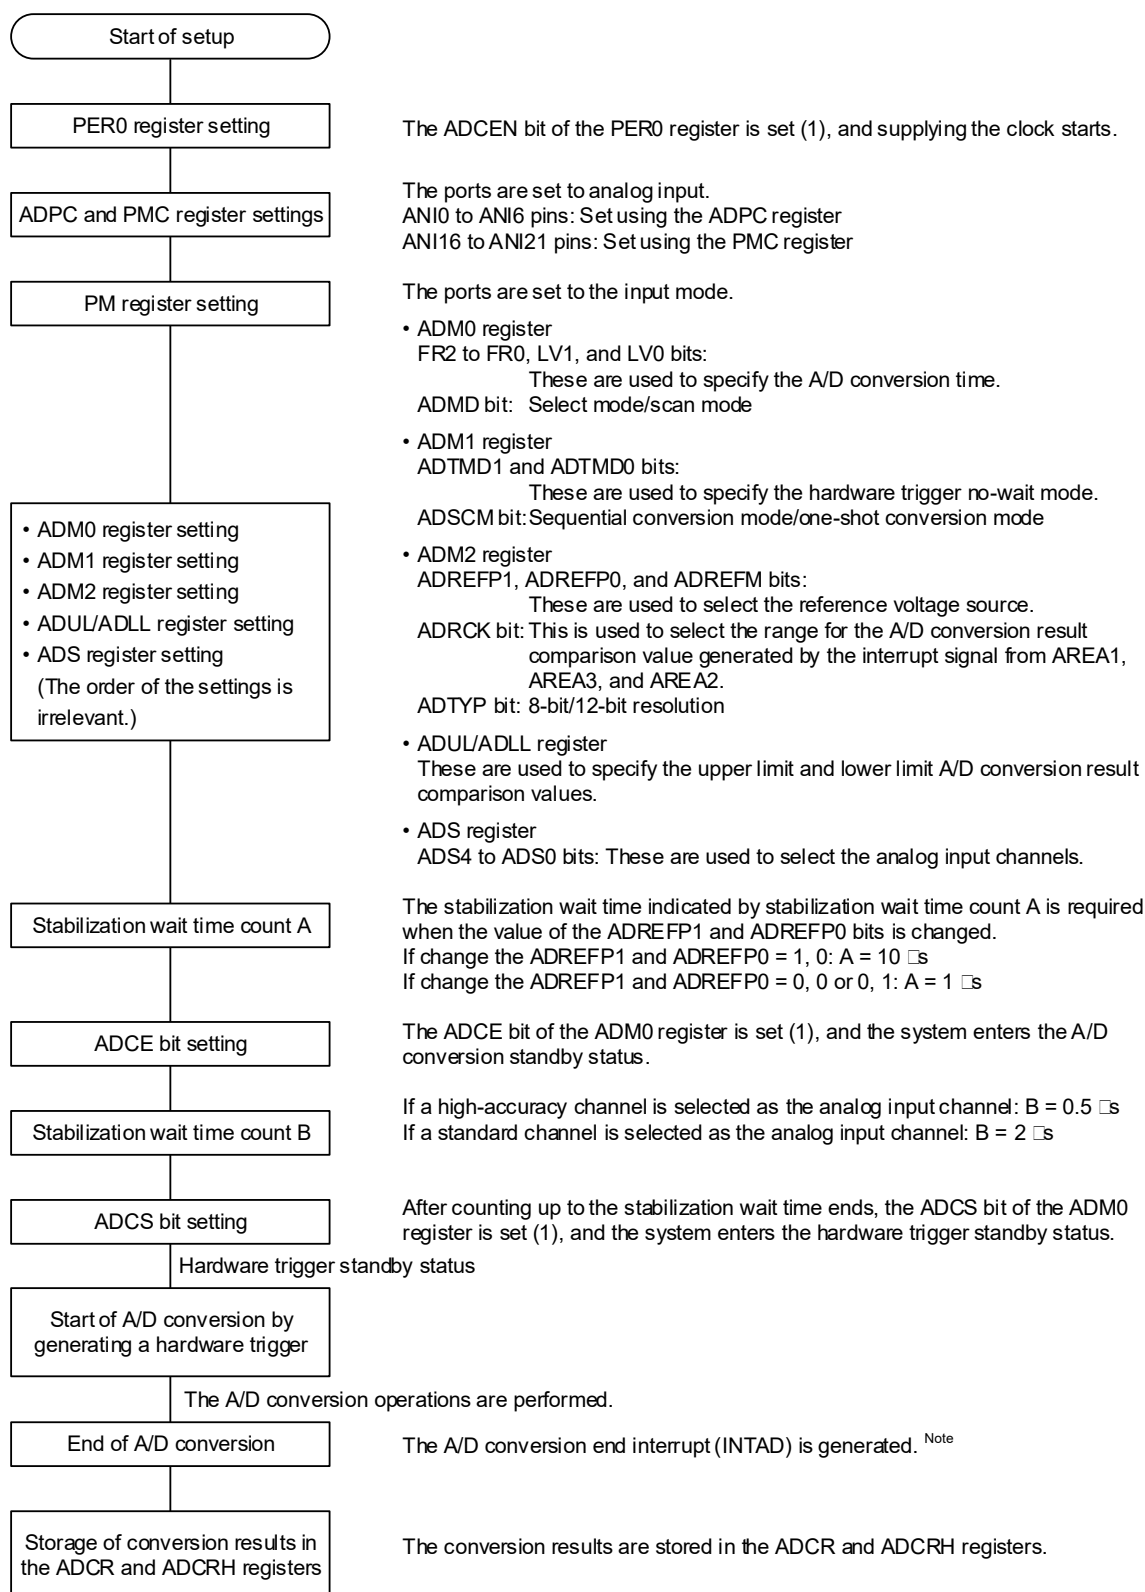 Start of setup
PER0 register setting
The ADCEN bit of the PER0 register is set (1), and supplying the clock starts.
ADPC and PMC register settings
The ports are set to analog input.
ANI0 to ANI6 pins: Set using the ADPC register
ANI16 to ANI21 pins: Set using the PMC register
PM register setting
The ports are set to the input mode.
• ADM0 register setting
• ADM1 register setting
• ADM2 register setting
• ADUL/ADLL register setting
• ADS register setting
(The order of the settings is
irrelevant.)
• ADM0 register
FR2 to FR0, LV1, and LV0 bits:
These are used to specify the A/D conversion time.
ADMD bit: Select mode/scan mode
• ADM1 register
ADTMD1 and ADTMD0 bits:
These are used to specify the hardware trigger no-wait mode.
ADSCM bit: Sequential conversion mode/one-shot conversion mode
• ADM2 register
ADREFP1, ADREFP0, and ADREFM bits:
These are used to select the reference voltage source.
ADRCK bit: This is used to select the range for the A/D conversion result
comparison value generated by the interrupt signal from AREA1,
AREA3, and AREA2.
ADTYP bit: 8-bit/12-bit resolution
• ADUL/ADLL register
These are used to specify the upper limit and lower limit A/D conversion result
comparison values.
• ADS register
ADS4 to ADS0 bits: These are used to select the analog input channels.
Stabilization wait time count A
The stabilization wait time indicated by stabilization wait time count A is required
when the value of the ADREFP1 and ADREFP0 bits is changed.
If change the ADREFP1 and ADREFP0 = 1, 0: A = 10 □s
If change the ADREFP1 and ADREFP0 = 0, 0 or 0, 1: A = 1 □s
ADCE bit setting
The ADCE bit of the ADM0 register is set (1), and the system enters the A/D
conversion standby status.
Stabilization wait time count B
If a high-accuracy channel is selected as the analog input channel: B = 0.5 □s
If a standard channel is selected as the analog input channel: B = 2 □s
ADCS bit setting
After counting up to the stabilization wait time ends, the ADCS bit of the ADM0
register is set (1), and the system enters the hardware trigger standby status.
Hardware trigger standby status
Start of A/D conversion by
generating a hardware trigger
The A/D conversion operations are performed.
End of A/D conversion
The A/D conversion end interrupt (INTAD) is generated. Note
Storage of conversion results in
the ADCR and ADCRH registers
The conversion results are stored in the ADCR and ADCRH registers.